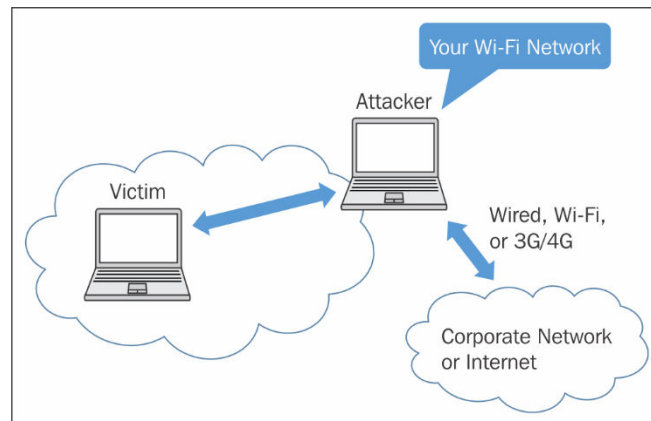 Your Wi-Fi Network
Attacker
Victim
Wired, Wi-Fi,
or 3G/4G
Corporate Network
or Internet